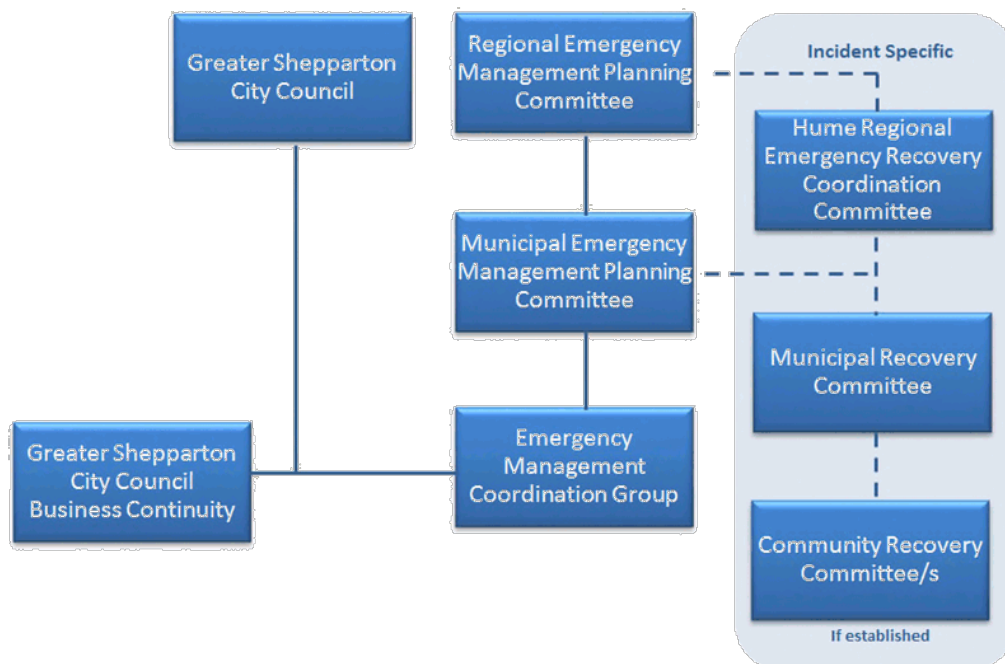 Greater Shepparton
City Council
Regional Emergency
Management Planning
Committee
Incident Specific
Hume Regional
Emergency Recovery
Coordination
Committee
Municipal Emergency
Management Planning
Committee
Municipal Recovery
Committee
Greater Shepparton
City Council
Business Continuity
Emergency
Management
Coordination Group
Community Recovery
Committee/s
If established